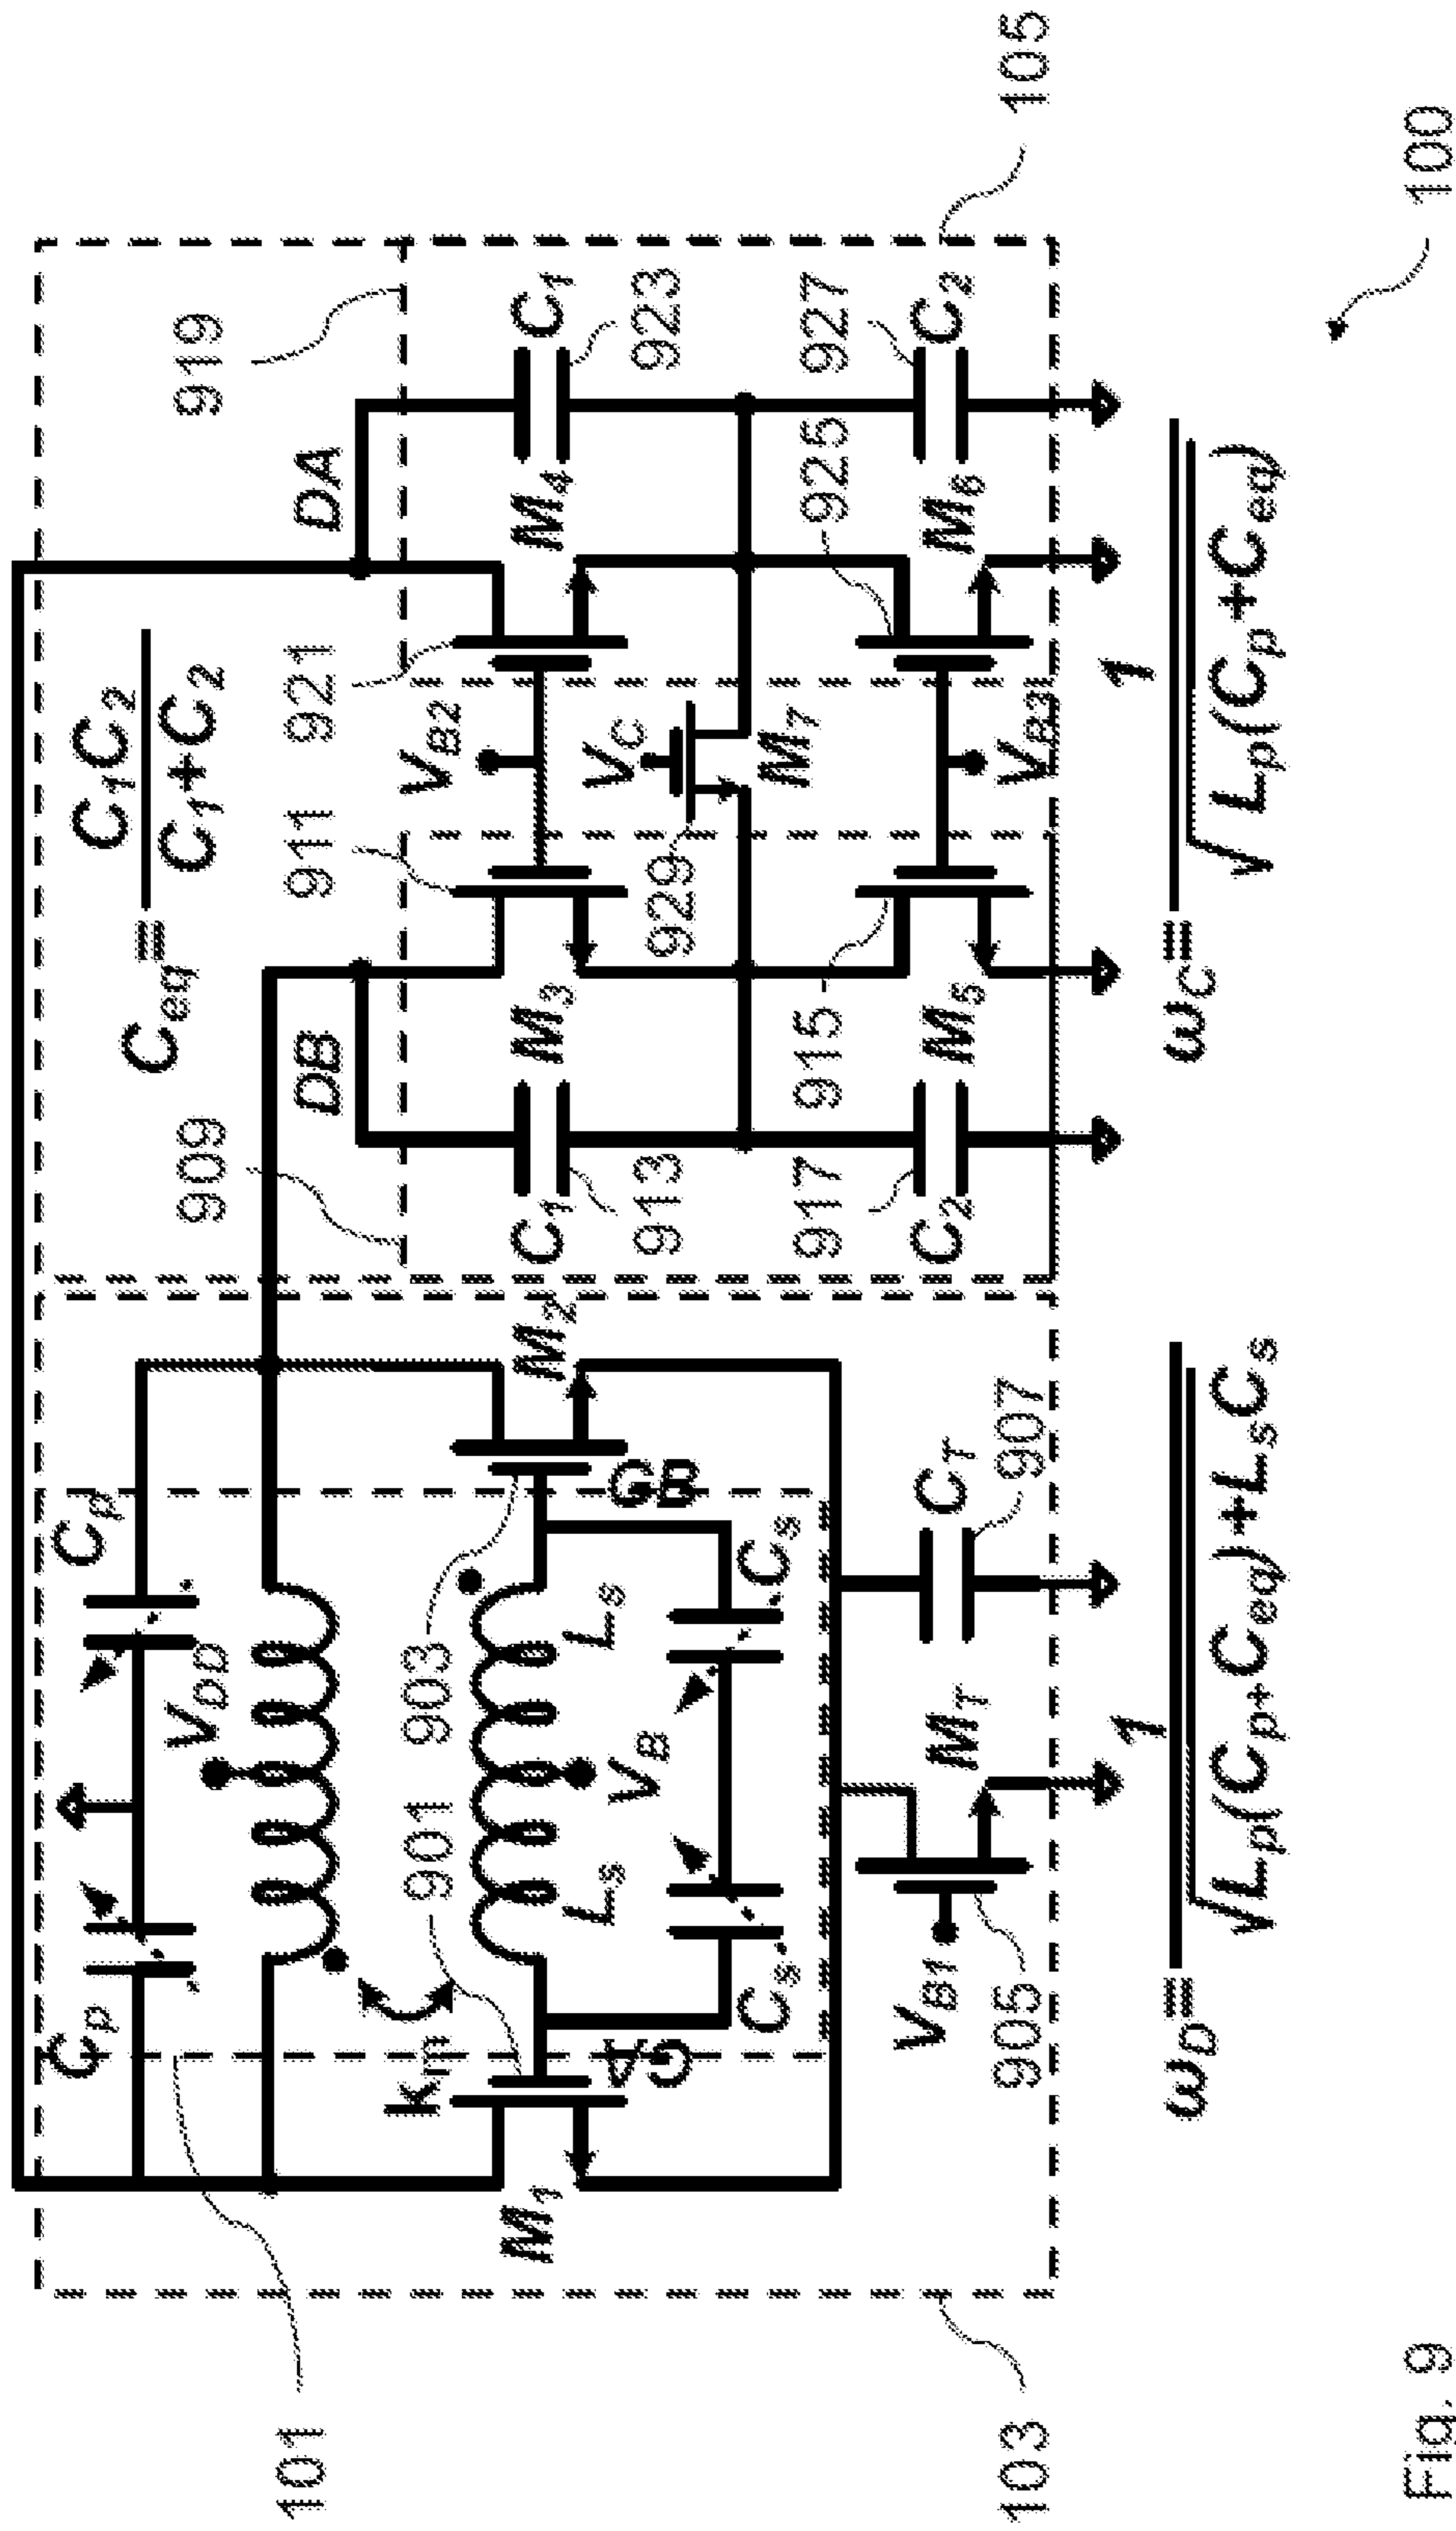 101
103
C_p
C_p
V_DD
k_m
901
903
L_s
L_s
M_1
M_2
GA
GB
V_B
C_s
C_s
V_B1
905
M_T
C_T
907
ω_D=
1
√L_p(C_p+C_eq)+L_sC_s
C_eq=
C_1C_2
C_1+C_2
909
919
DB
DA
911
921
V_B2
C_1
913
M_3
M_4
C_1
923
929
V_C
M_7
917
915
925
927
C_2
M_5
M_6
C_2
V_B3
105
ω_C=
1
√L_p(C_p+C_eq)
100
Fig. 9